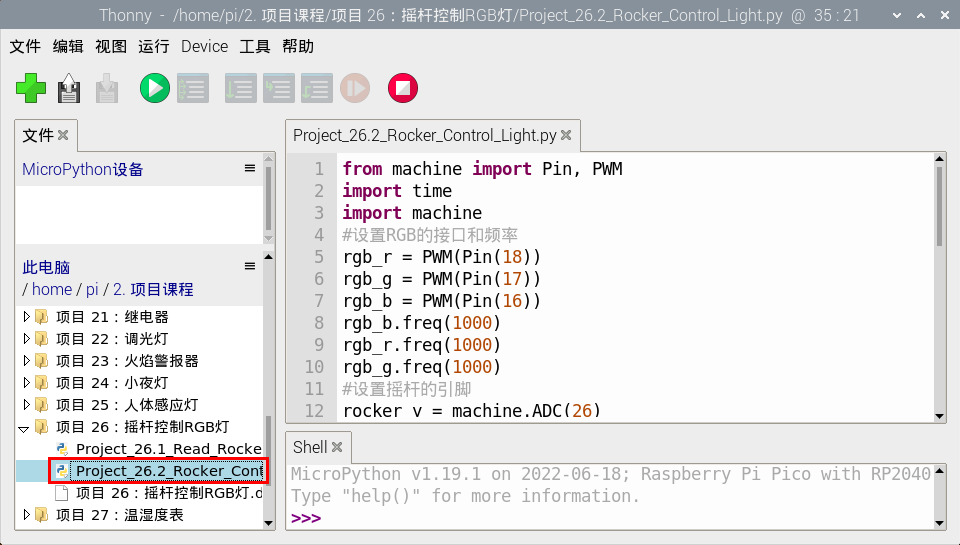 Thonny - /home/pi/2. 项目课程/项目 26：摇杆控制RGB灯/Project_26.2_Rocker_Control_Light.py @ 35 : 21
文件 编辑 视图 运行 Device 工具 帮助
文件
MicroPython设备
此电脑
/ home / pi / 2. 项目课程
项目 21：继电器
项目 22：调光灯
项目 23：火焰警报器
项目 24：小夜灯
项目 25：人体感应灯
项目 26：摇杆控制RGB灯
Project_26.1_Read_Rocke
Project_26.2_Rocker_Cont
项目 26：摇杆控制RGB灯.d
项目 27：温湿度表
Project_26.2_Rocker_Control_Light.py
1 from machine import Pin, PWM
2 import time
3 import machine
4 #设置RGB的接口和频率
5 rgb_r = PWM(Pin(18))
6 rgb_g = PWM(Pin(17))
7 rgb_b = PWM(Pin(16))
8 rgb_b.freq(1000)
9 rgb_r.freq(1000)
10 rgb_g.freq(1000)
11 #设置摇杆的引脚
12 rocker_v = machine.ADC(26)
Shell
MicroPython v1.19.1 on 2022-06-18; Raspberry Pi Pico with RP2040
Type "help()" for more information.
>>>